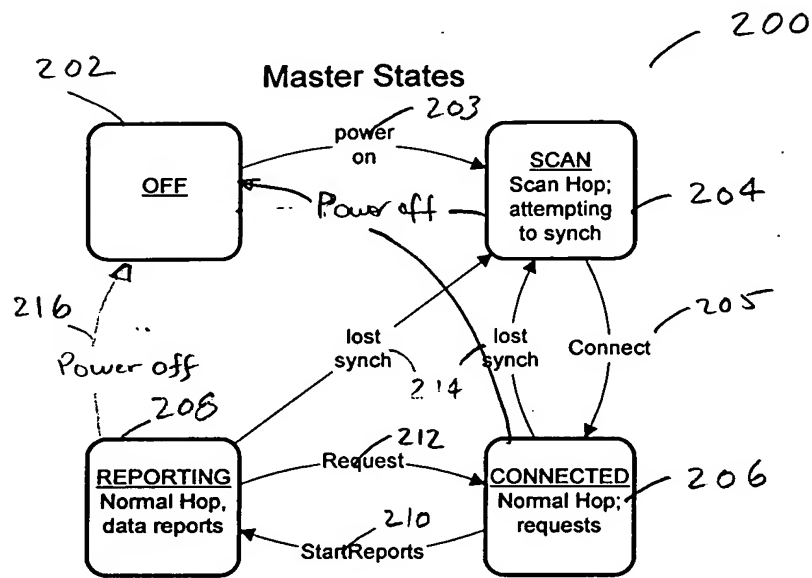 200
202
Master States
203
power
on
OFF
SCAN
Scan Hop;
attempting
to synch
204
Power off
216
205
lost
synch
lost
synch
Connect
214
Power off
208
212
REPORTING
Normal Hop,
data reports
Request
CONNECTED
Normal Hop;
requests
206
210
StartReports